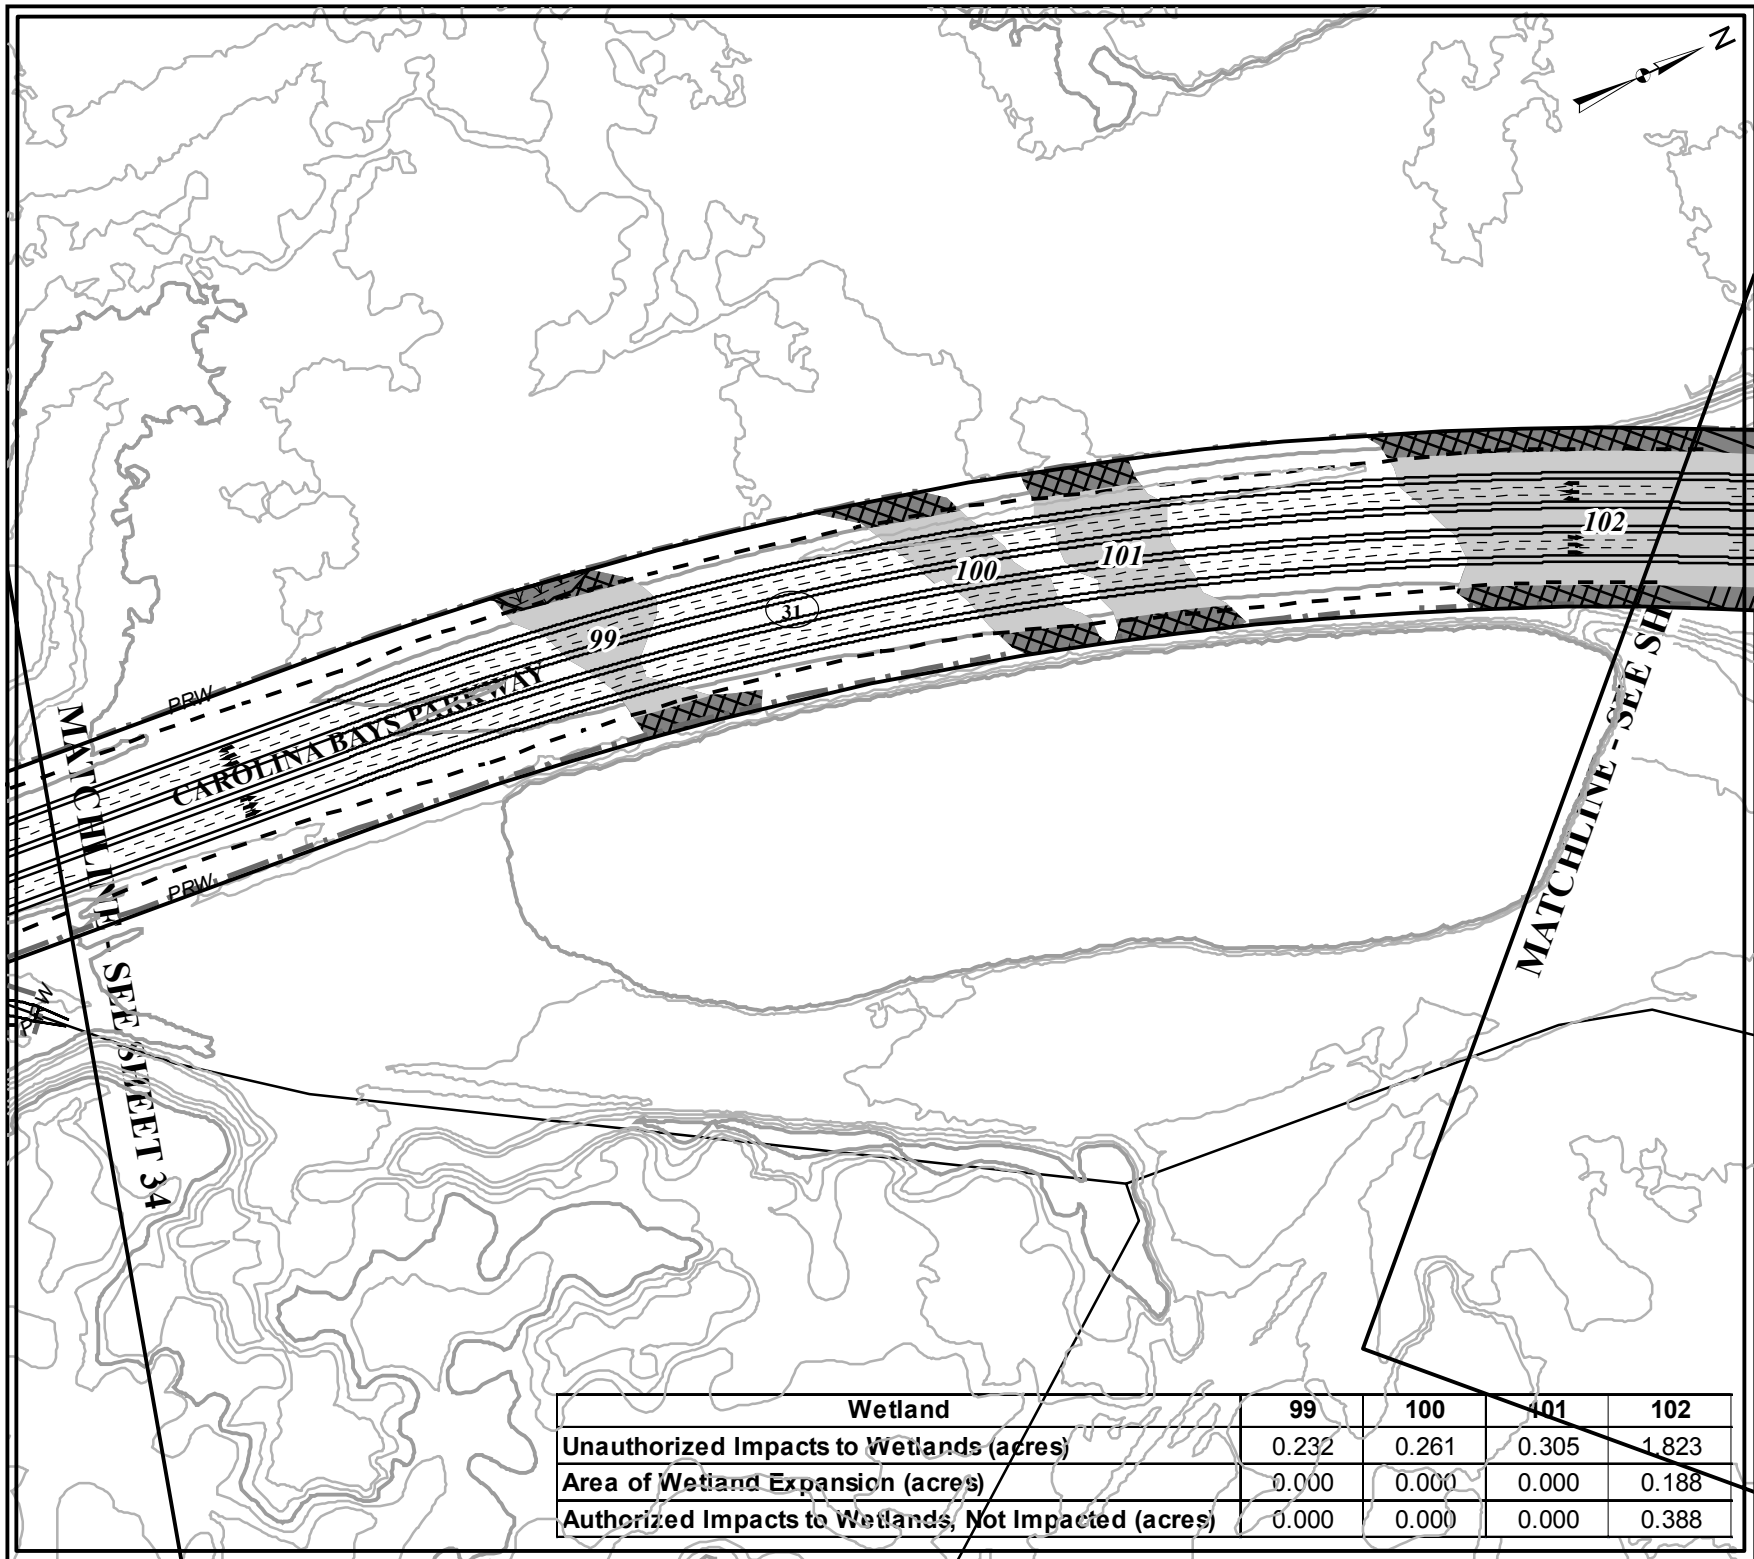 N
102
101
100
31
99
PRW
CAROLINA BAYS PARKWAY
PRW
MATCHLINE - SEE SHEET 34
MATCHLINE - SEE SH
Wetland 99 100 101 102
Unauthorized Impacts to Wetlands (acres) 0.232 0.261 0.305 1.823
Area of Wetland Expansion (acres) 0.000 0.000 0.000 0.188
Authorized Impacts to Wetlands, Not Impacted (acres) 0.000 0.000 0.000 0.388